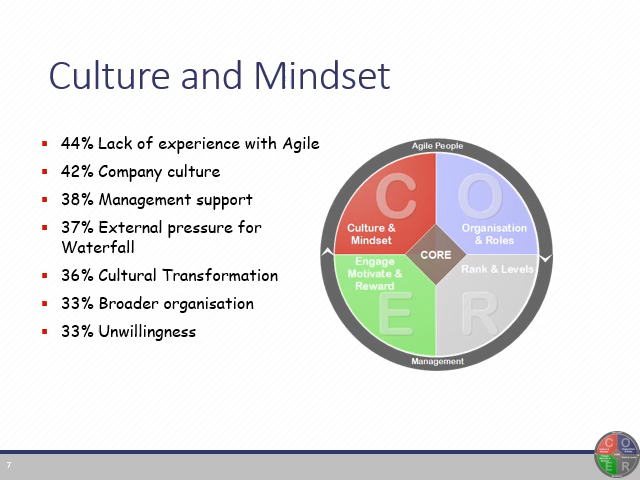 Culture and Mindset
44% Lack of experience with Agile
42% Company culture
38% Management support
37% External pressure for
Waterfall
36% Cultural Transformation
33% Broader organisation
33% Unwillingness
Agile People
C O
Culture &
Mindset
Organisation
& Roles
CORE
Engage
Motivate &
Reward
Rank & Levels
E R
Management
7
C O
E R